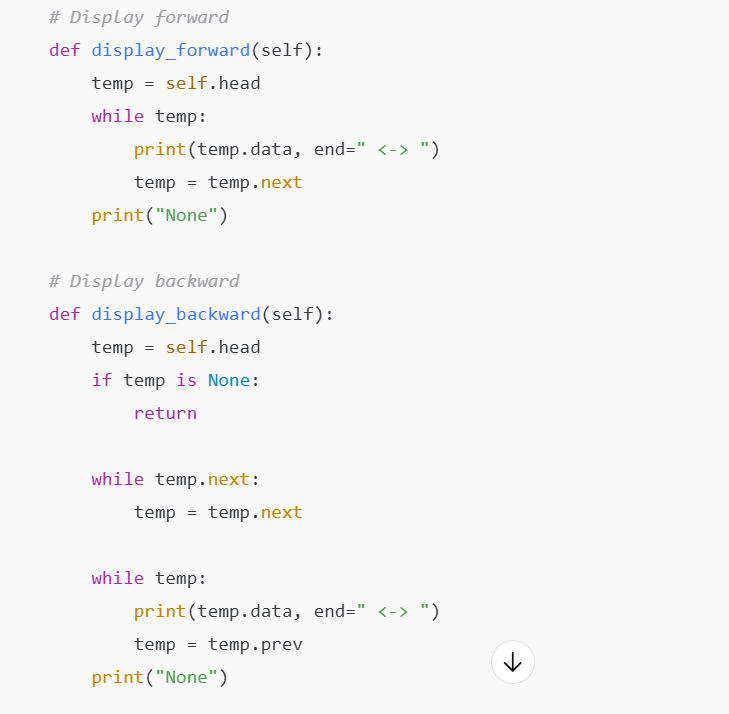 # Display forward
def display_forward(self):
    temp = self.head
    while temp:
        print(temp.data, end=" <-> ")
        temp = temp.next
    print("None")

# Display backward
def display_backward(self):
    temp = self.head
    if temp is None:
        return

    while temp.next:
        temp = temp.next

    while temp:
        print(temp.data, end=" <-> ")
        temp = temp.prev
    print("None")